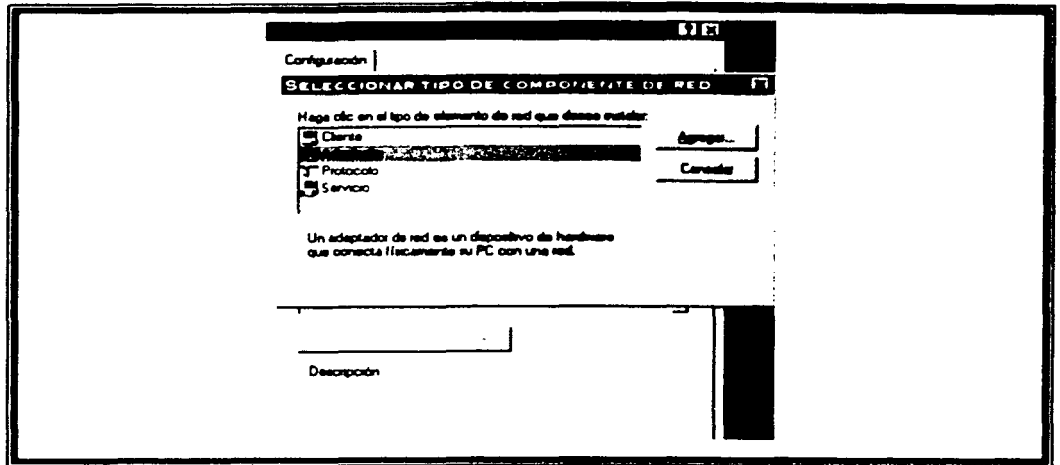 Configuración
SELECCIONAR TIPO DE COMPONENTE DE RED
Haga clic en el tipo de elemento de red que desea instalar:
Cliente
Protocolo
Servicio
Agregar...
Cancelar
Un adaptador de red es un dispositivo de hardware
que conecta físicamente su PC con una red.
Descripción